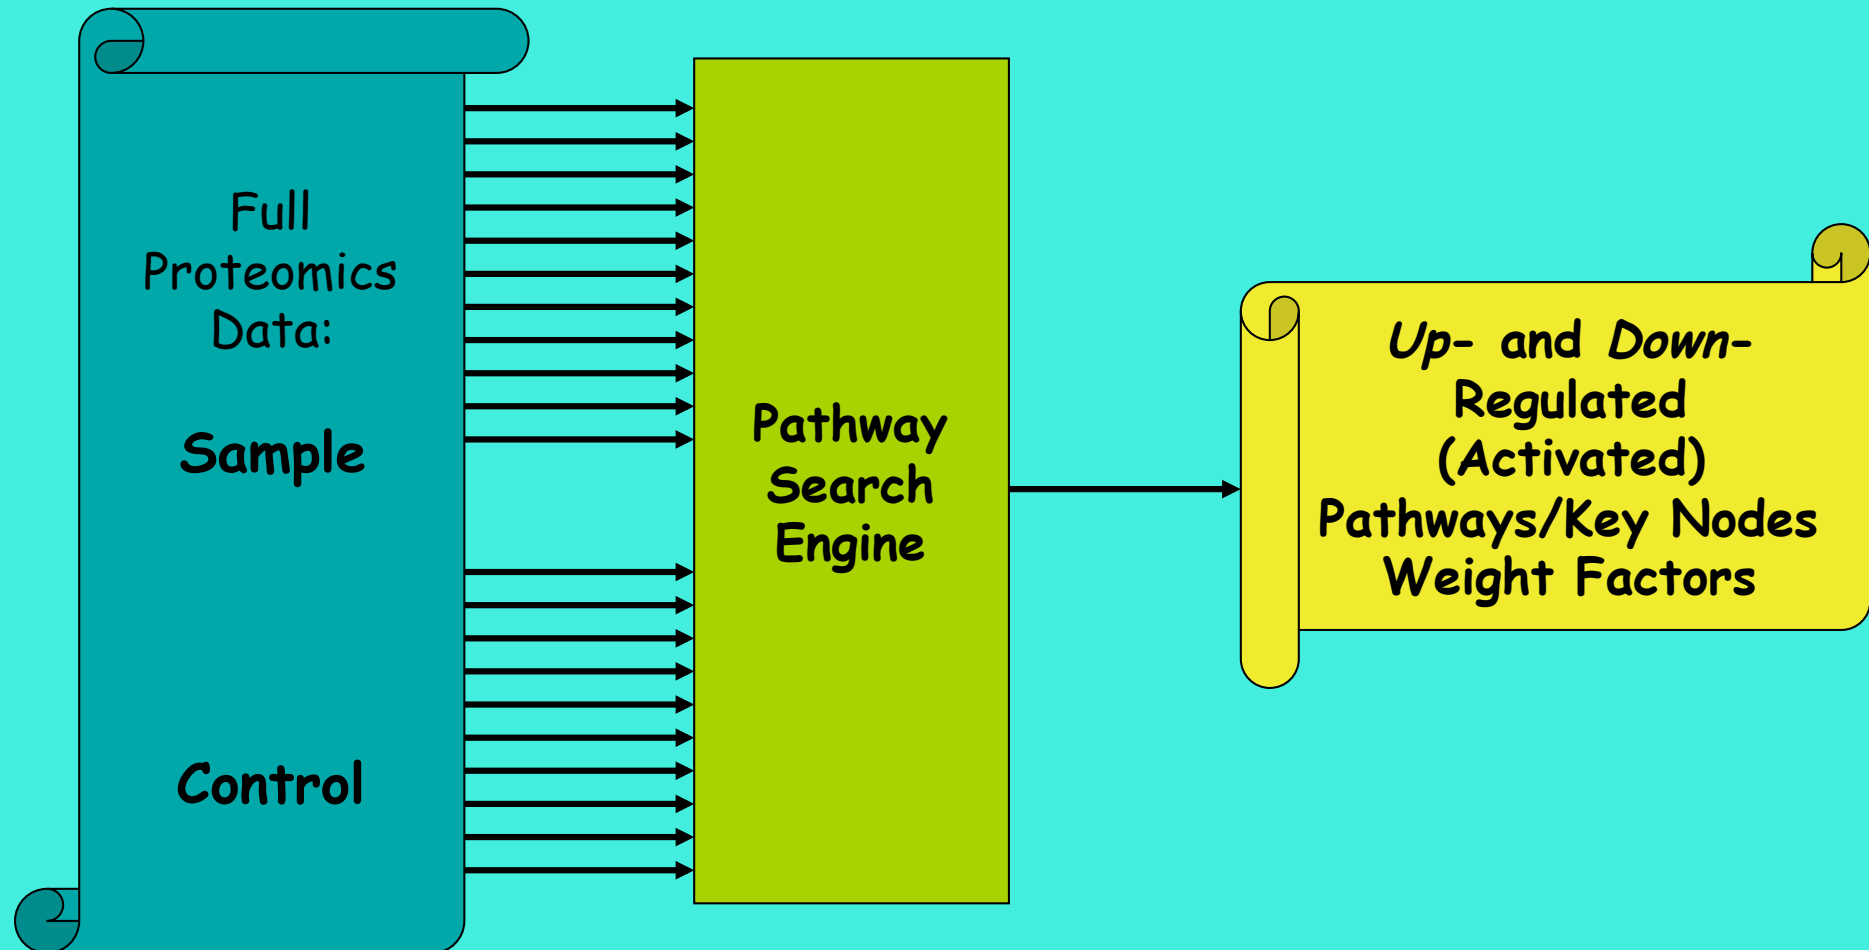 Full
Proteomics
Data:
Sample
Control
Pathway
Search
Engine
Up- and Down-
Regulated
(Activated)
Pathways/Key Nodes
Weight Factors